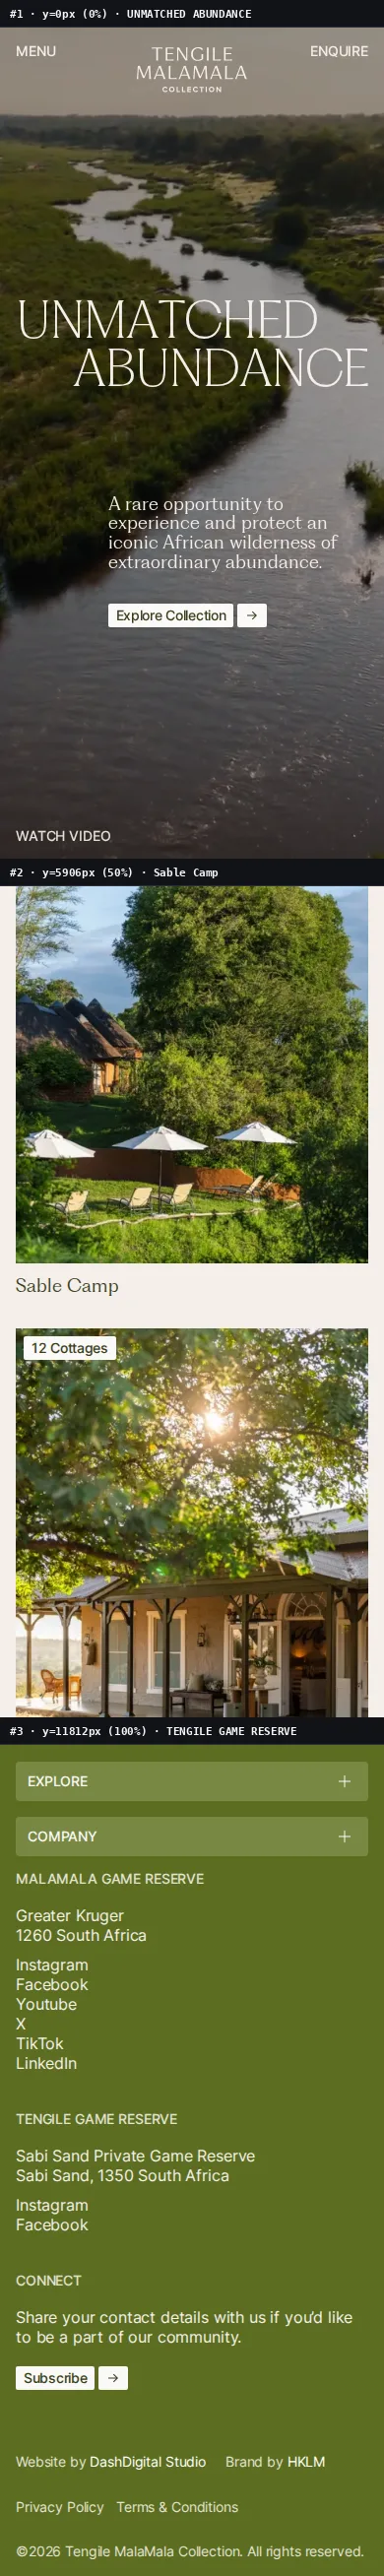 #1 · y=0px (0%) · UNMATCHED ABUNDANCE
MENU
TENGILE
MALAMALA
COLLECTION
ENQUIRE
UNMATCHED
ABUNDANCE
A rare opportunity to
experience and protect an
iconic African wilderness of
extraordinary abundance.
Explore Collection →
WATCH VIDEO
#2 · y=5906px (50%) · Sable Camp
Sable Camp
12 Cottages
#3 · y=11812px (100%) · TENGILE GAME RESERVE
EXPLORE
COMPANY
MALAMALA GAME RESERVE
Greater Kruger
1260 South Africa
Instagram
Facebook
Youtube
X
TikTok
LinkedIn
TENGILE GAME RESERVE
Sabi Sand Private Game Reserve
Sabi Sand, 1350 South Africa
Instagram
Facebook
CONNECT
Share your contact details with us if you’d like
to be a part of our community.
Subscribe →
Website by DashDigital Studio Brand by HKLM
Privacy Policy Terms & Conditions
©2026 Tengile MalaMala Collection. All rights reserved.